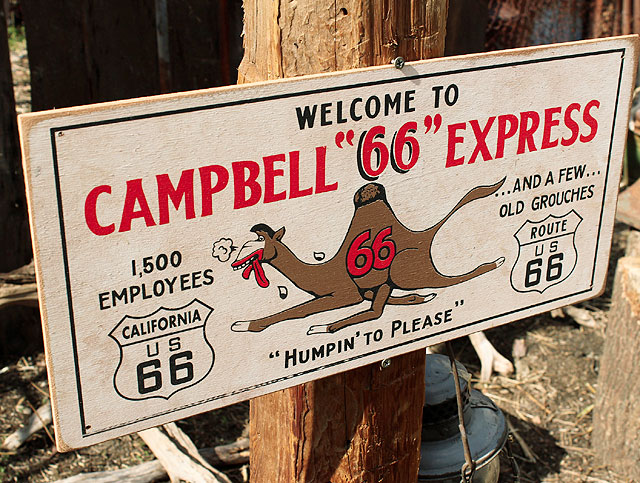 WELCOME TO
CAMPBELL "66" EXPRESS
1,500
EMPLOYEES
...AND A FEW...
OLD GROUCHES
66
CALIFORNIA
US
66
ROUTE
US
66
"HUMPIN' TO PLEASE"